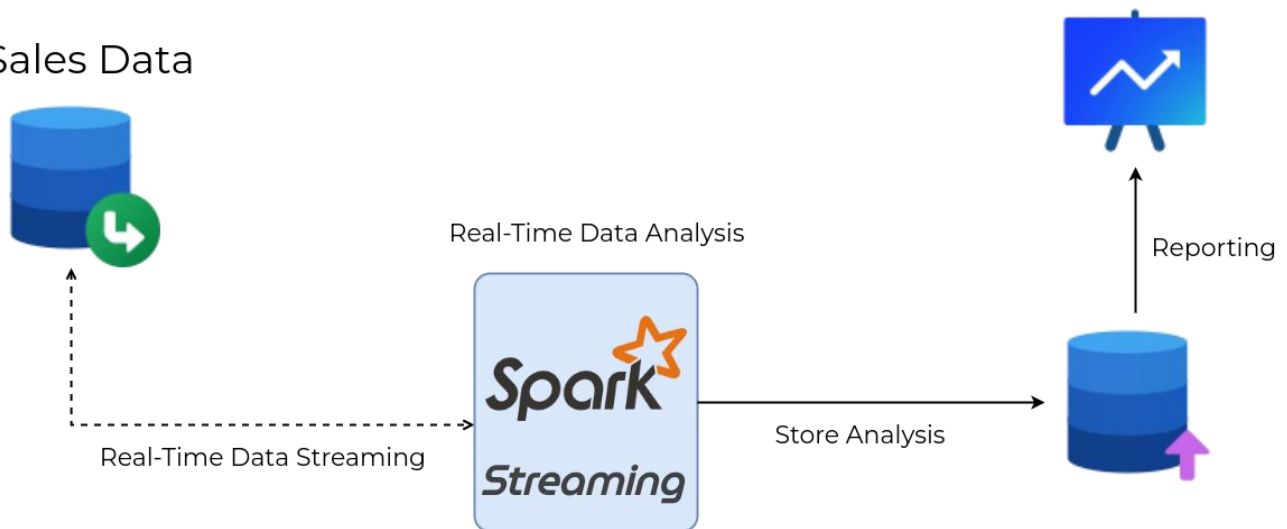 Sales Data
Real-Time Data Analysis
Reporting
Spark
Streaming
Store Analysis
Real-Time Data Streaming